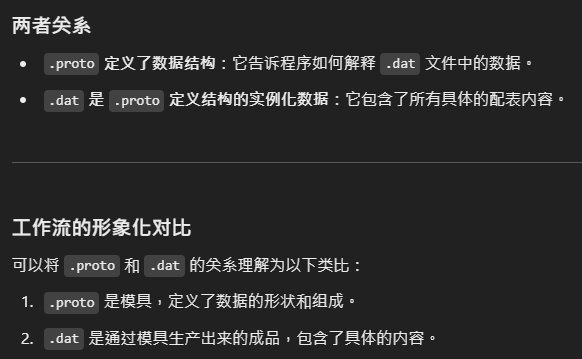 两者关系
• .proto 定义了数据结构：它告诉程序如何解释 .dat 文件中的数据。
• .dat 是 .proto 定义结构的实例化数据：它包含了所有具体的配表内容。
工作流的形象化对比
可以将 .proto 和 .dat 的关系理解为以下类比：
1. .proto 是模具，定义了数据的形状和组成。
2. .dat 是通过模具生产出来的成品，包含了具体的内容。